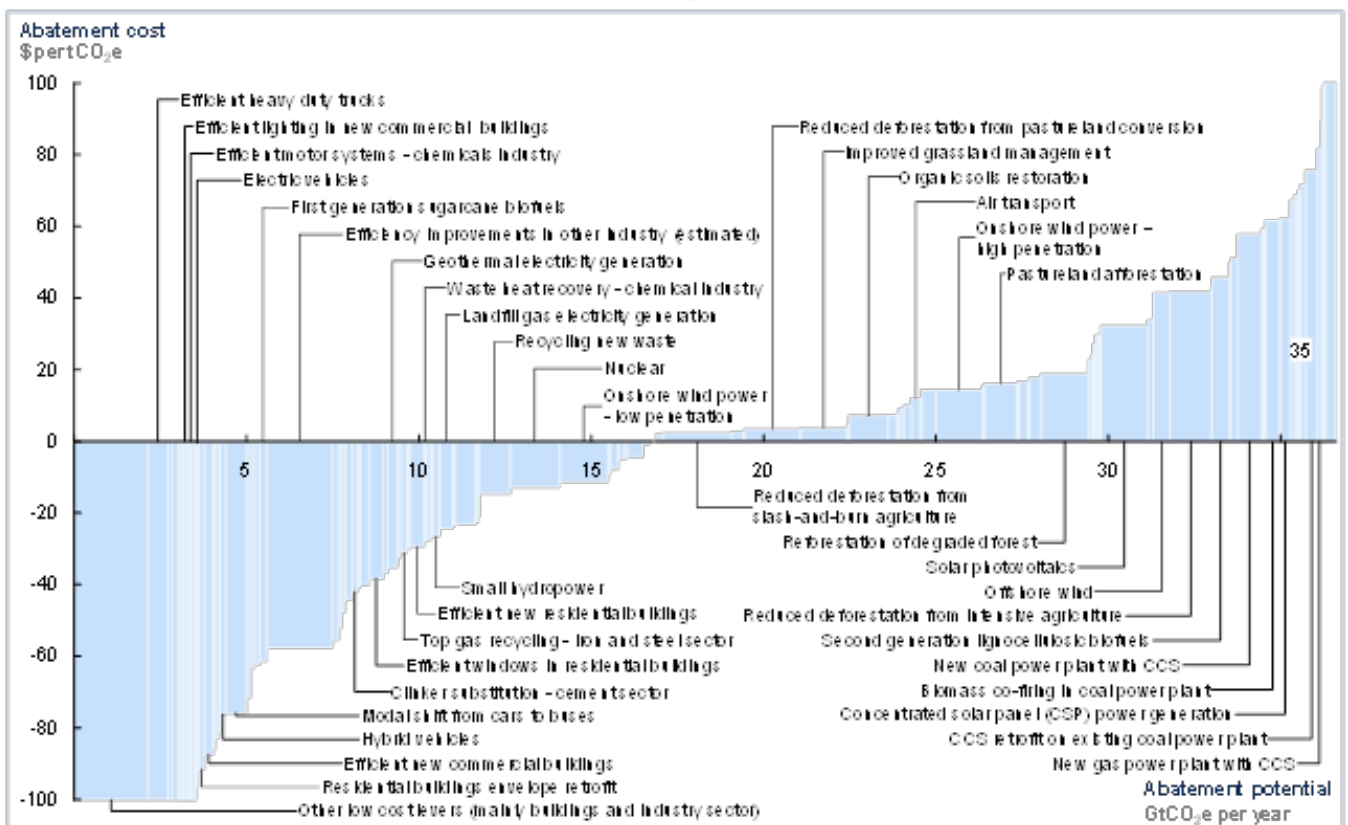 Abatement cost
$ per t CO₂e
100
80
60
40
20
0
-20
-40
-60
-80
-100
Efficient heavy duty trucks
Efficient lighting in new commercial buildings
Efficient motor systems – chemicals industry
Electric vehicles
First generation sugarcane biofuels
Efficiency improvements in other industry (estimated)
Geothermal electricity generation
Waste heat recovery – chemical industry
Landfill gas electricity generation
Recycling new waste
Nuclear
Onshore wind power
– low penetration
Reduced deforestation from pastureland conversion
Improved grassland management
Organic soils restoration
Air transport
Onshore wind power –
high penetration
Pastureland afforestation
35
5
10
15
20
25
30
Reduced deforestation from
slash-and-burn agriculture
Reforestation of degraded forest
Solar photovoltaics
Offshore wind
Reduced deforestation from intensive agriculture
Second generation lignocellulosic biofuels
New coal power plant with CCS
Biomass co-firing in coal power plant
Concentrated solar panel (CSP) power generation
CCS retrofit on existing coal power plant
New gas power plant with CCS
Small hydropower
Efficient new residential buildings
Top gas recycling – Iron and steel sector
Efficient windows in residential buildings
Clinker substitution – cement sector
Modal shift from cars to buses
Hybrid vehicles
Efficient new commercial buildings
Residential buildings envelope retrofit
Other low cost levers (mainly buildings and industry sector)
Abatement potential
GtCO₂e per year